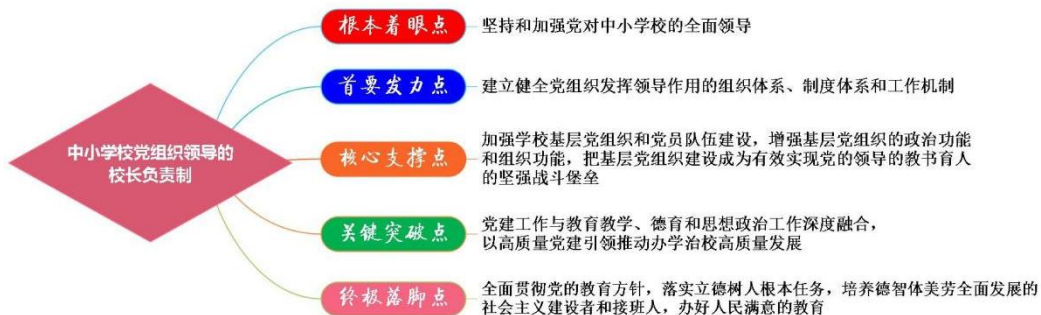 中小学校党组织领导的
校长负责制
根本着眼点
坚持和加强党对中小学校的全面领导
首要发力点
建立健全党组织发挥领导作用的组织体系、制度体系和工作机制
核心支撑点
加强学校基层党组织和党员队伍建设，增强基层党组织的政治功能
和组织功能，把基层党组织建设成为有效实现党的领导的教书育人
的坚强战斗堡垒
关键突破点
党建工作与教育教学、德育和思想政治工作深度融合，
以高质量党建引领推动办学治校高质量发展
终极落脚点
全面贯彻党的教育方针，落实立德树人根本任务，培养德智体美劳全面发展的
社会主义建设者和接班人，办好人民满意的教育